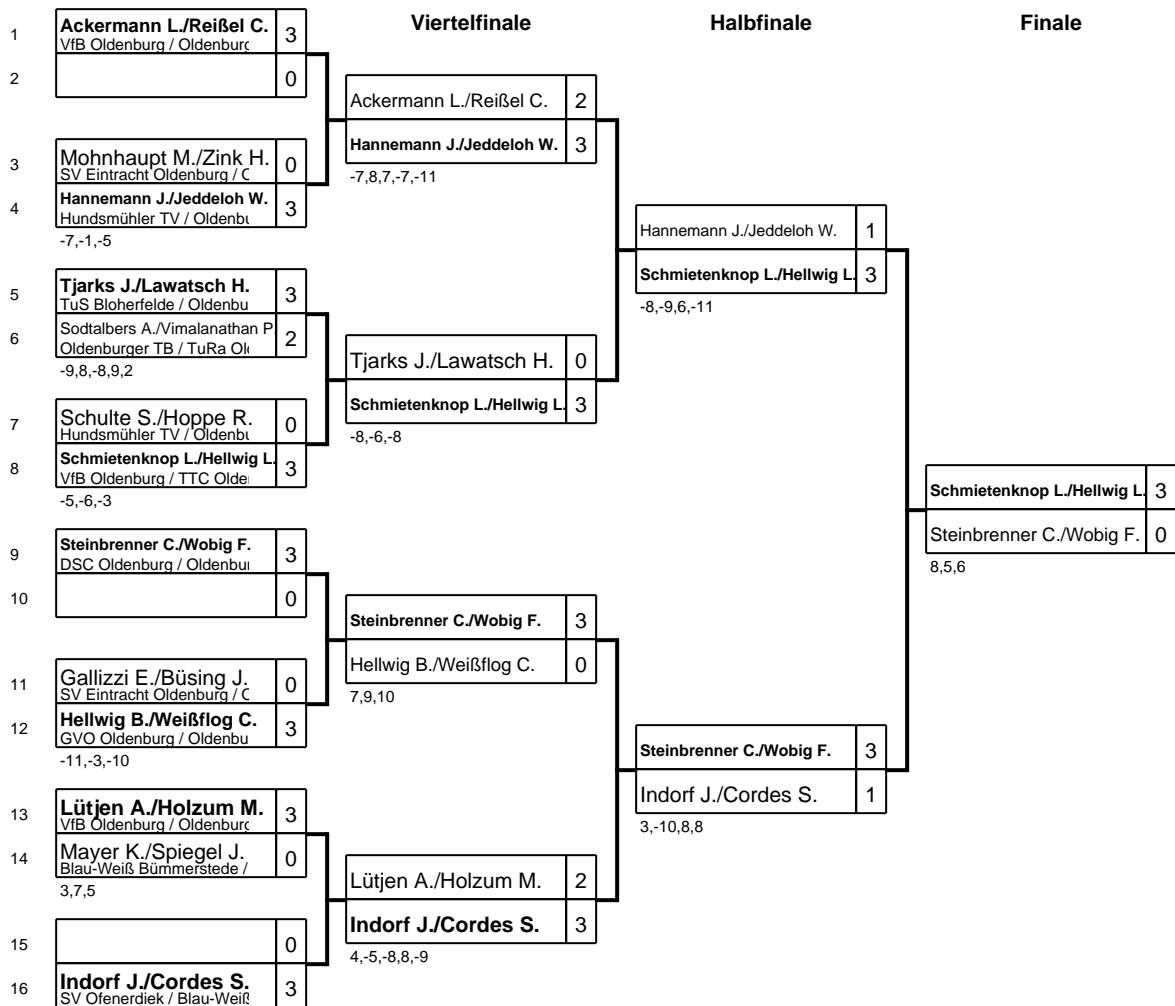 Viertelfinale Halbfinale Finale
1 Ackermann L./Reißel C. 3
VfB Oldenburg / Oldenburg
2 0
3 Mohnhaupt M./Zink H. 0
SV Eintracht Oldenburg /
4 Hannemann J./Jeddeloh W. 3
Hundsmühler TV / Oldenbu
-7,-1,-5
5 Tjarks J./Lawatsch H. 3
TuS Bloherfelde / Oldenbu
6 Sodtalbers A./Vimalanathan P. 2
Oldenburger TB / TuRa Ol
-9,8,-8,9,2
7 Schulte S./Hoppe R. 0
Hundsmühler TV / Oldenbu
8 Schmietenknop L./Hellwig L. 3
VfB Oldenburg / TTC Olde
-5,-6,-3
9 Steinbrenner C./Wobig F. 3
DSC Oldenburg / Oldenbu
10 0
11 Gallizzi E./Büsing J. 0
SV Eintracht Oldenburg /
12 Hellwig B./Weißflog C. 3
GVO Oldenburg / Oldenbu
-11,-3,-10
13 Lütjen A./Holzum M. 3
VfB Oldenburg / Oldenburg
14 Mayer K./Spiegel J. 0
Blau-Weiß Bümmerstede /
3,7,5
15 0
16 Indorf J./Cordes S. 3
SV Ofenerdiek / Blau-Weiß
Ackermann L./Reißel C. 2
Hannemann J./Jeddeloh W. 3
-7,8,7,-7,-11
Tjarks J./Lawatsch H. 0
Schmietenknop L./Hellwig L. 3
-8,-6,-8
Steinbrenner C./Wobig F. 3
Hellwig B./Weißflog C. 0
7,9,10
Lütjen A./Holzum M. 2
Indorf J./Cordes S. 3
4,-5,-8,8,-9
Hannemann J./Jeddeloh W. 1
Schmietenknop L./Hellwig L. 3
-8,-9,6,-11
Steinbrenner C./Wobig F. 3
Indorf J./Cordes S. 1
3,-10,8,8
Schmietenknop L./Hellwig L. 3
Steinbrenner C./Wobig F. 0
8,5,6